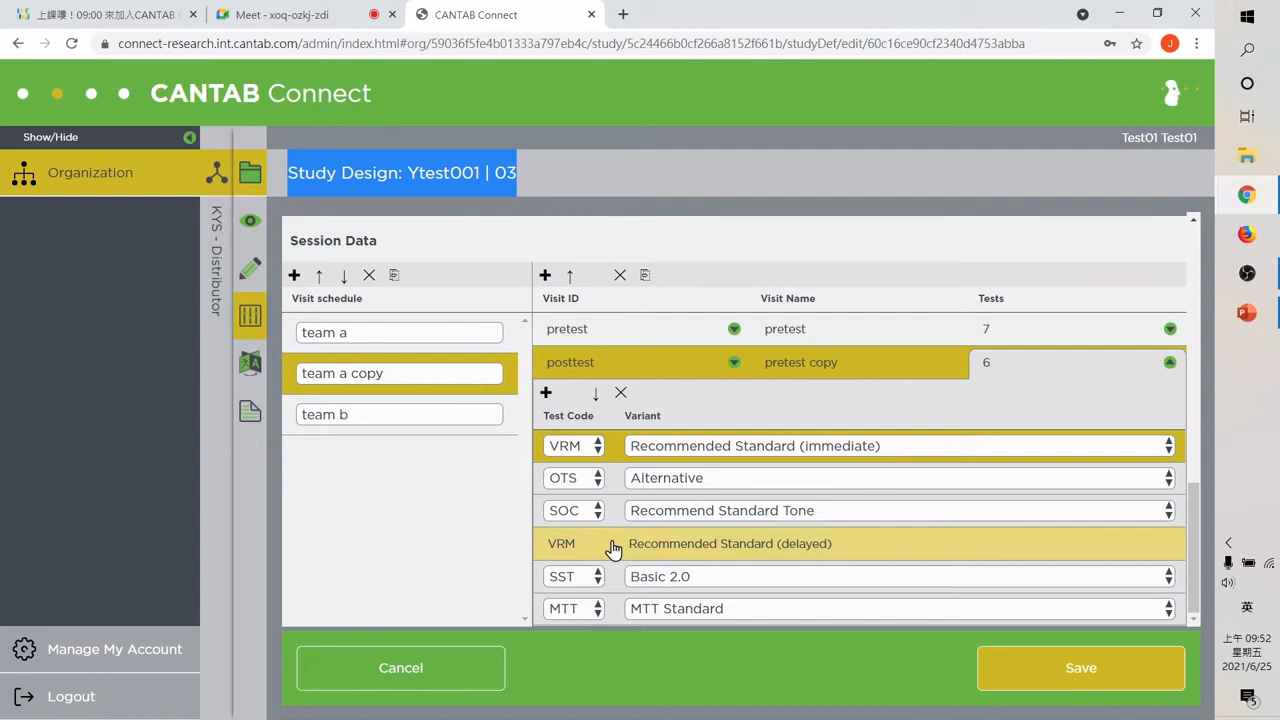 上課嘍！09:00 來加入CANTAB
Meet - xoq-ozkj-zdi
CANTAB Connect
connect-research.int.cantab.com/admin/index.html#org/59036f5fe4b01333a797eb4c/study/5e24466b0cf266a8152f661b/studyDef/edit/60c16ce90cf2340d4753abba
J
CANTAB Connect
Show/Hide
Test01 Test01
Organization
Study Design: Ytest001 | 03
KYS - Distributor
Session Data
Visit schedule
Visit ID
Visit Name
Tests
team a
pretest
pretest
7
team a copy
posttest
pretest copy
6
team b
Test Code
Variant
VRM
Recommended Standard (immediate)
OTS
Alternative
SOC
Recommend Standard Tone
VRM
Recommended Standard (delayed)
SST
Basic 2.0
MTT
MTT Standard
Manage My Account
Cancel
Save
Logout
英
上午 09:52
星期五
2021/6/25
5